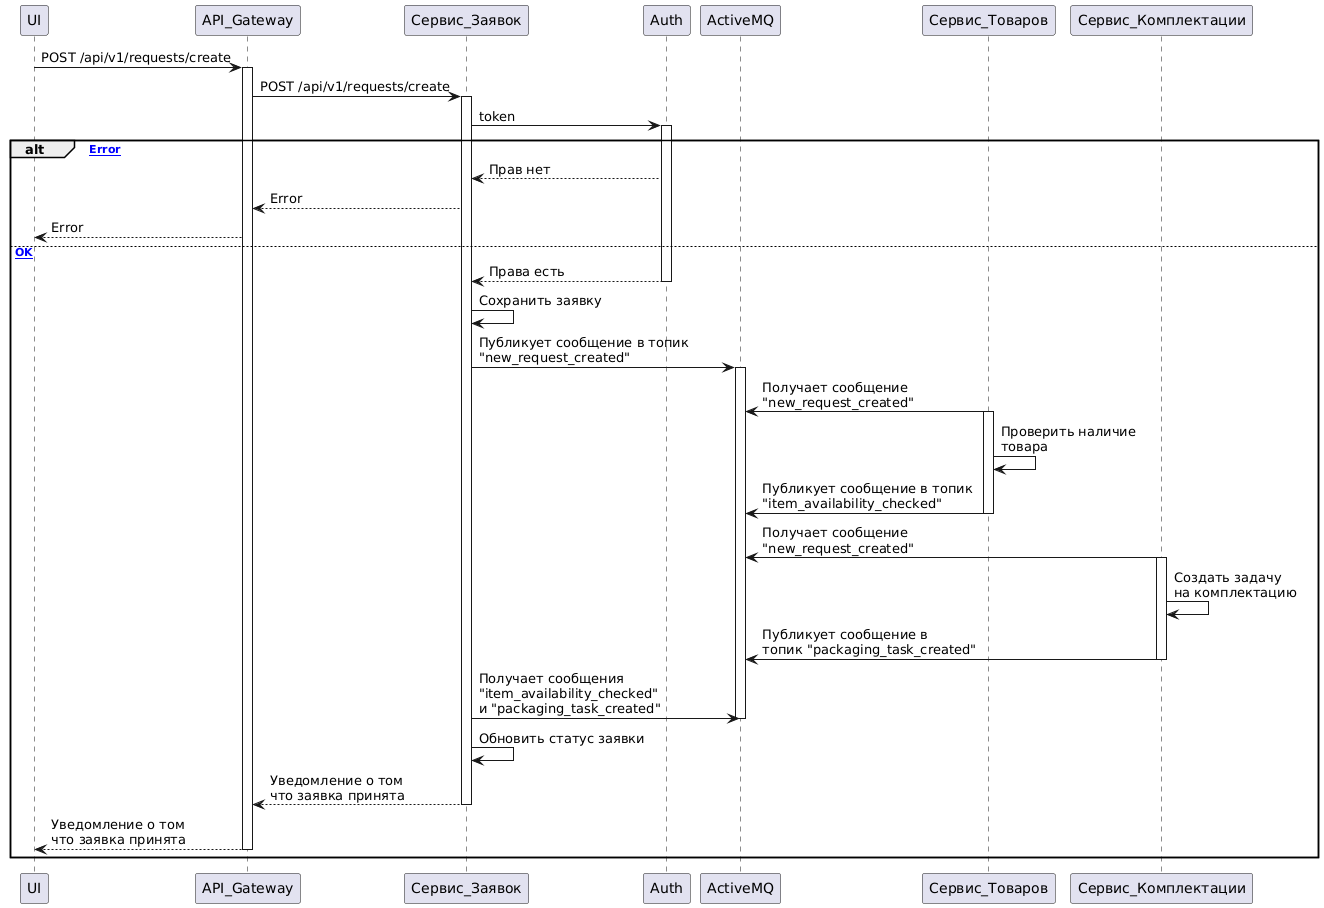 UI
API_Gateway
Сервис_Заявок
Auth
ActiveMQ
Сервис_Товаров
Сервис_Комплектации
POST /api/v1/requests/create
POST /api/v1/requests/create
token
alt
Error
Прав нет
Error
Error
OK
Права есть
Сохранить заявку
Публикует сообщение в топик
"new_request_created"
Получает сообщение
"new_request_created"
Проверить наличие
товара
Публикует сообщение в топик
"item_availability_checked"
Получает сообщение
"new_request_created"
Создать задачу
на комплектацию
Публикует сообщение в
топик "packaging_task_created"
Получает сообщения
"item_availability_checked"
и "packaging_task_created"
Обновить статус заявки
Уведомление о том
что заявка принята
Уведомление о том
что заявка принята
UI
API_Gateway
Сервис_Заявок
Auth
ActiveMQ
Сервис_Товаров
Сервис_Комплектации